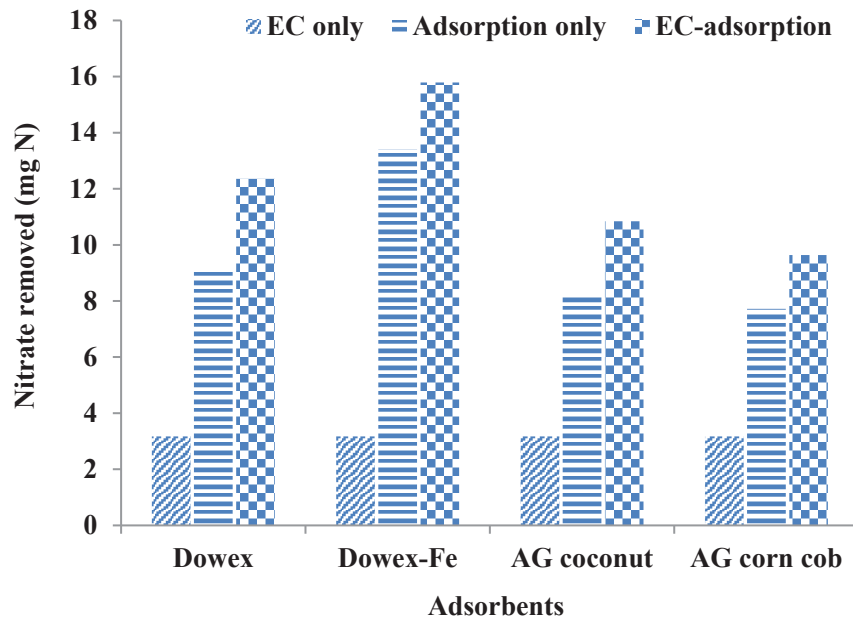 EC only Adsorption only EC-adsorption
Nitrate removed (mg N)
18
16
14
12
10
8
6
4
2
0
Dowex Dowex-Fe AG coconut AG corn cob
Adsorbents